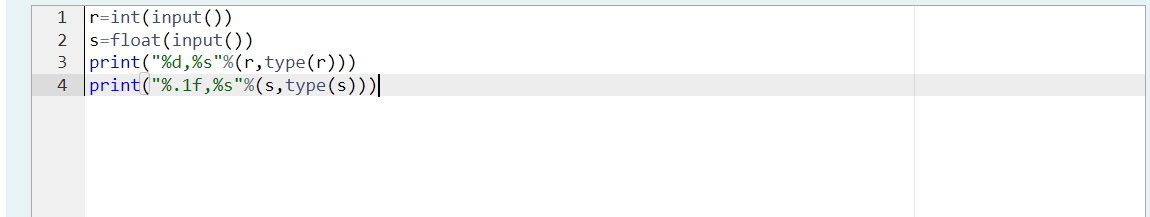 1 r=int(input())
2 s=float(input())
3 print("%d,%s"%(r,type(r)))
4 print("%.1f,%s"%(s,type(s)))